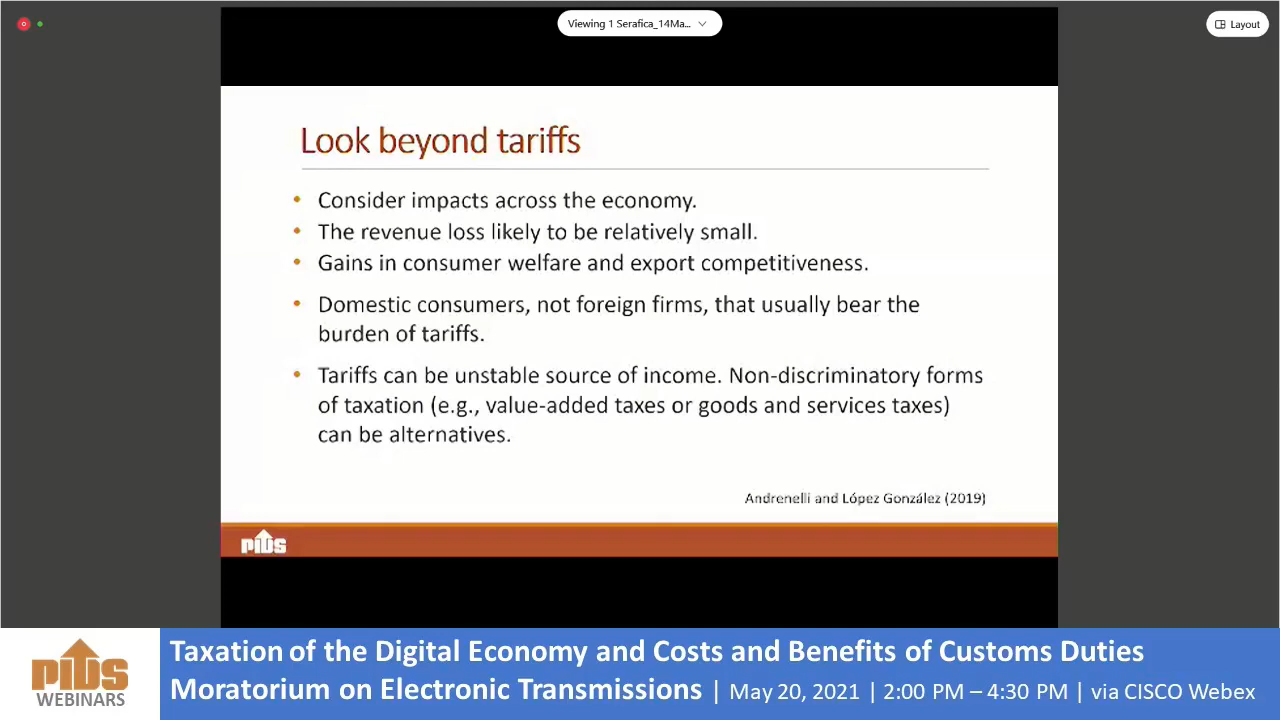 Viewing 1 Serafica_14Ma...
Layout
Look beyond tariffs
• Consider impacts across the economy.
• The revenue loss likely to be relatively small.
• Gains in consumer welfare and export competitiveness.
• Domestic consumers, not foreign firms, that usually bear the
burden of tariffs.
• Tariffs can be unstable source of income. Non-discriminatory forms
of taxation (e.g., value-added taxes or goods and services taxes)
can be alternatives.
Andrenelli and López González (2019)
PIDS
PIDS
WEBINARS
Taxation of the Digital Economy and Costs and Benefits of Customs Duties
Moratorium on Electronic Transmissions | May 20, 2021 | 2:00 PM – 4:30 PM | via CISCO Webex